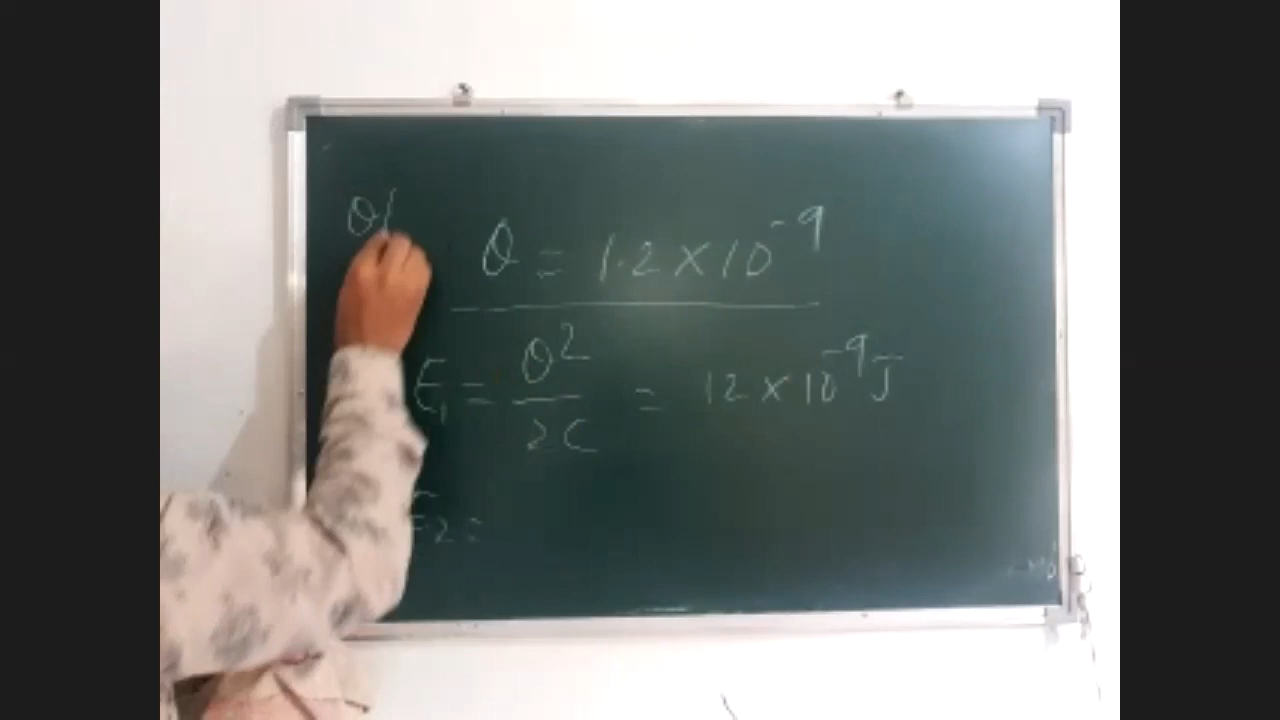 Q/
Q = 1.2 × 10⁻⁹
E₁ = Q²/2C = 12 × 10⁻⁹ J
E₂ =